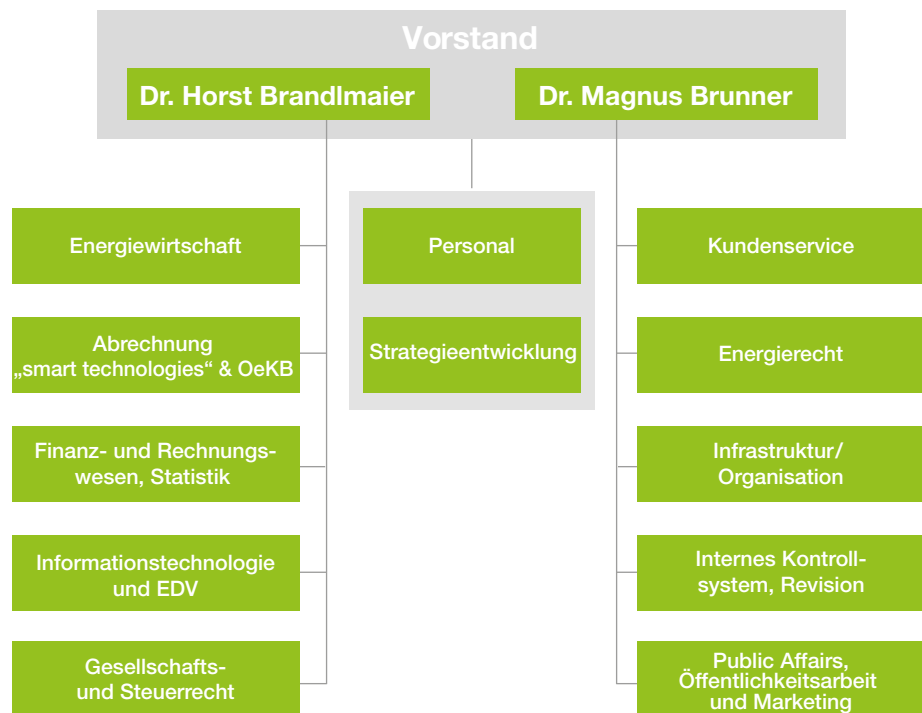 Vorstand
Dr. Horst Brandlmaier
Dr. Magnus Brunner
Energiewirtschaft
Personal
Kundenservice
Abrechnung
„smart technologies“ & OeKB
Strategieentwicklung
Energierecht
Finanz- und Rechnungs-
wesen, Statistik
Infrastruktur/
Organisation
Informationstechnologie
und EDV
Internes Kontroll-
system, Revision
Gesellschafts-
und Steuerrecht
Public Affairs,
Öffentlichkeitsarbeit
und Marketing